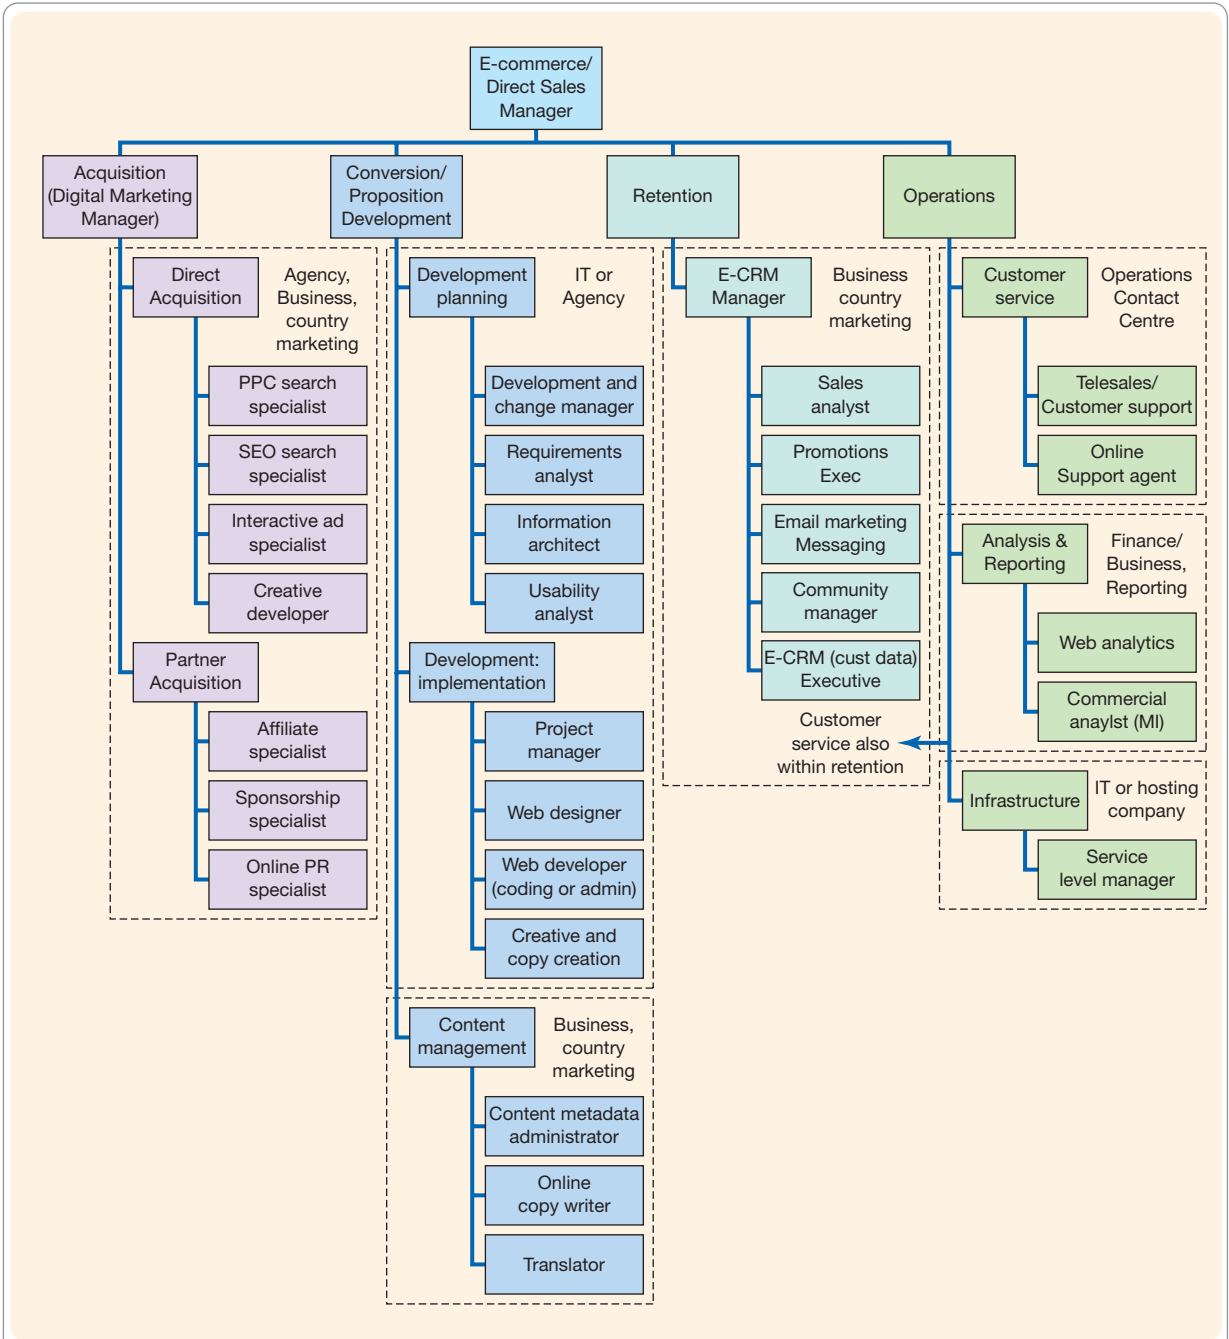 E-commerce/
Direct Sales
Manager
Acquisition
(Digital Marketing
Manager)
Conversion/
Proposition
Development
Retention
Operations
Direct
Acquisition
Agency,
Business,
country
marketing
PPC search
specialist
SEO search
specialist
Interactive ad
specialist
Creative
developer
Partner
Acquisition
Affiliate
specialist
Sponsorship
specialist
Online PR
specialist
Development
planning
IT or
Agency
Development and
change manager
Requirements
analyst
Information
architect
Usability
analyst
Development:
implementation
Project
manager
Web designer
Web developer
(coding or admin)
Creative and
copy creation
Content
management
Business,
country
marketing
Content metadata
administrator
Online
copy writer
Translator
E-CRM
Manager
Business
country
marketing
Sales
analyst
Promotions
Exec
Email marketing
Messaging
Community
manager
E-CRM (cust data)
Executive
Customer
service also
within retention
Customer
service
Operations
Contact
Centre
Telesales/
Customer support
Online
Support agent
Analysis &
Reporting
Finance/
Business,
Reporting
Web analytics
Commercial
anaylst (MI)
Infrastructure
IT or hosting
company
Service
level manager